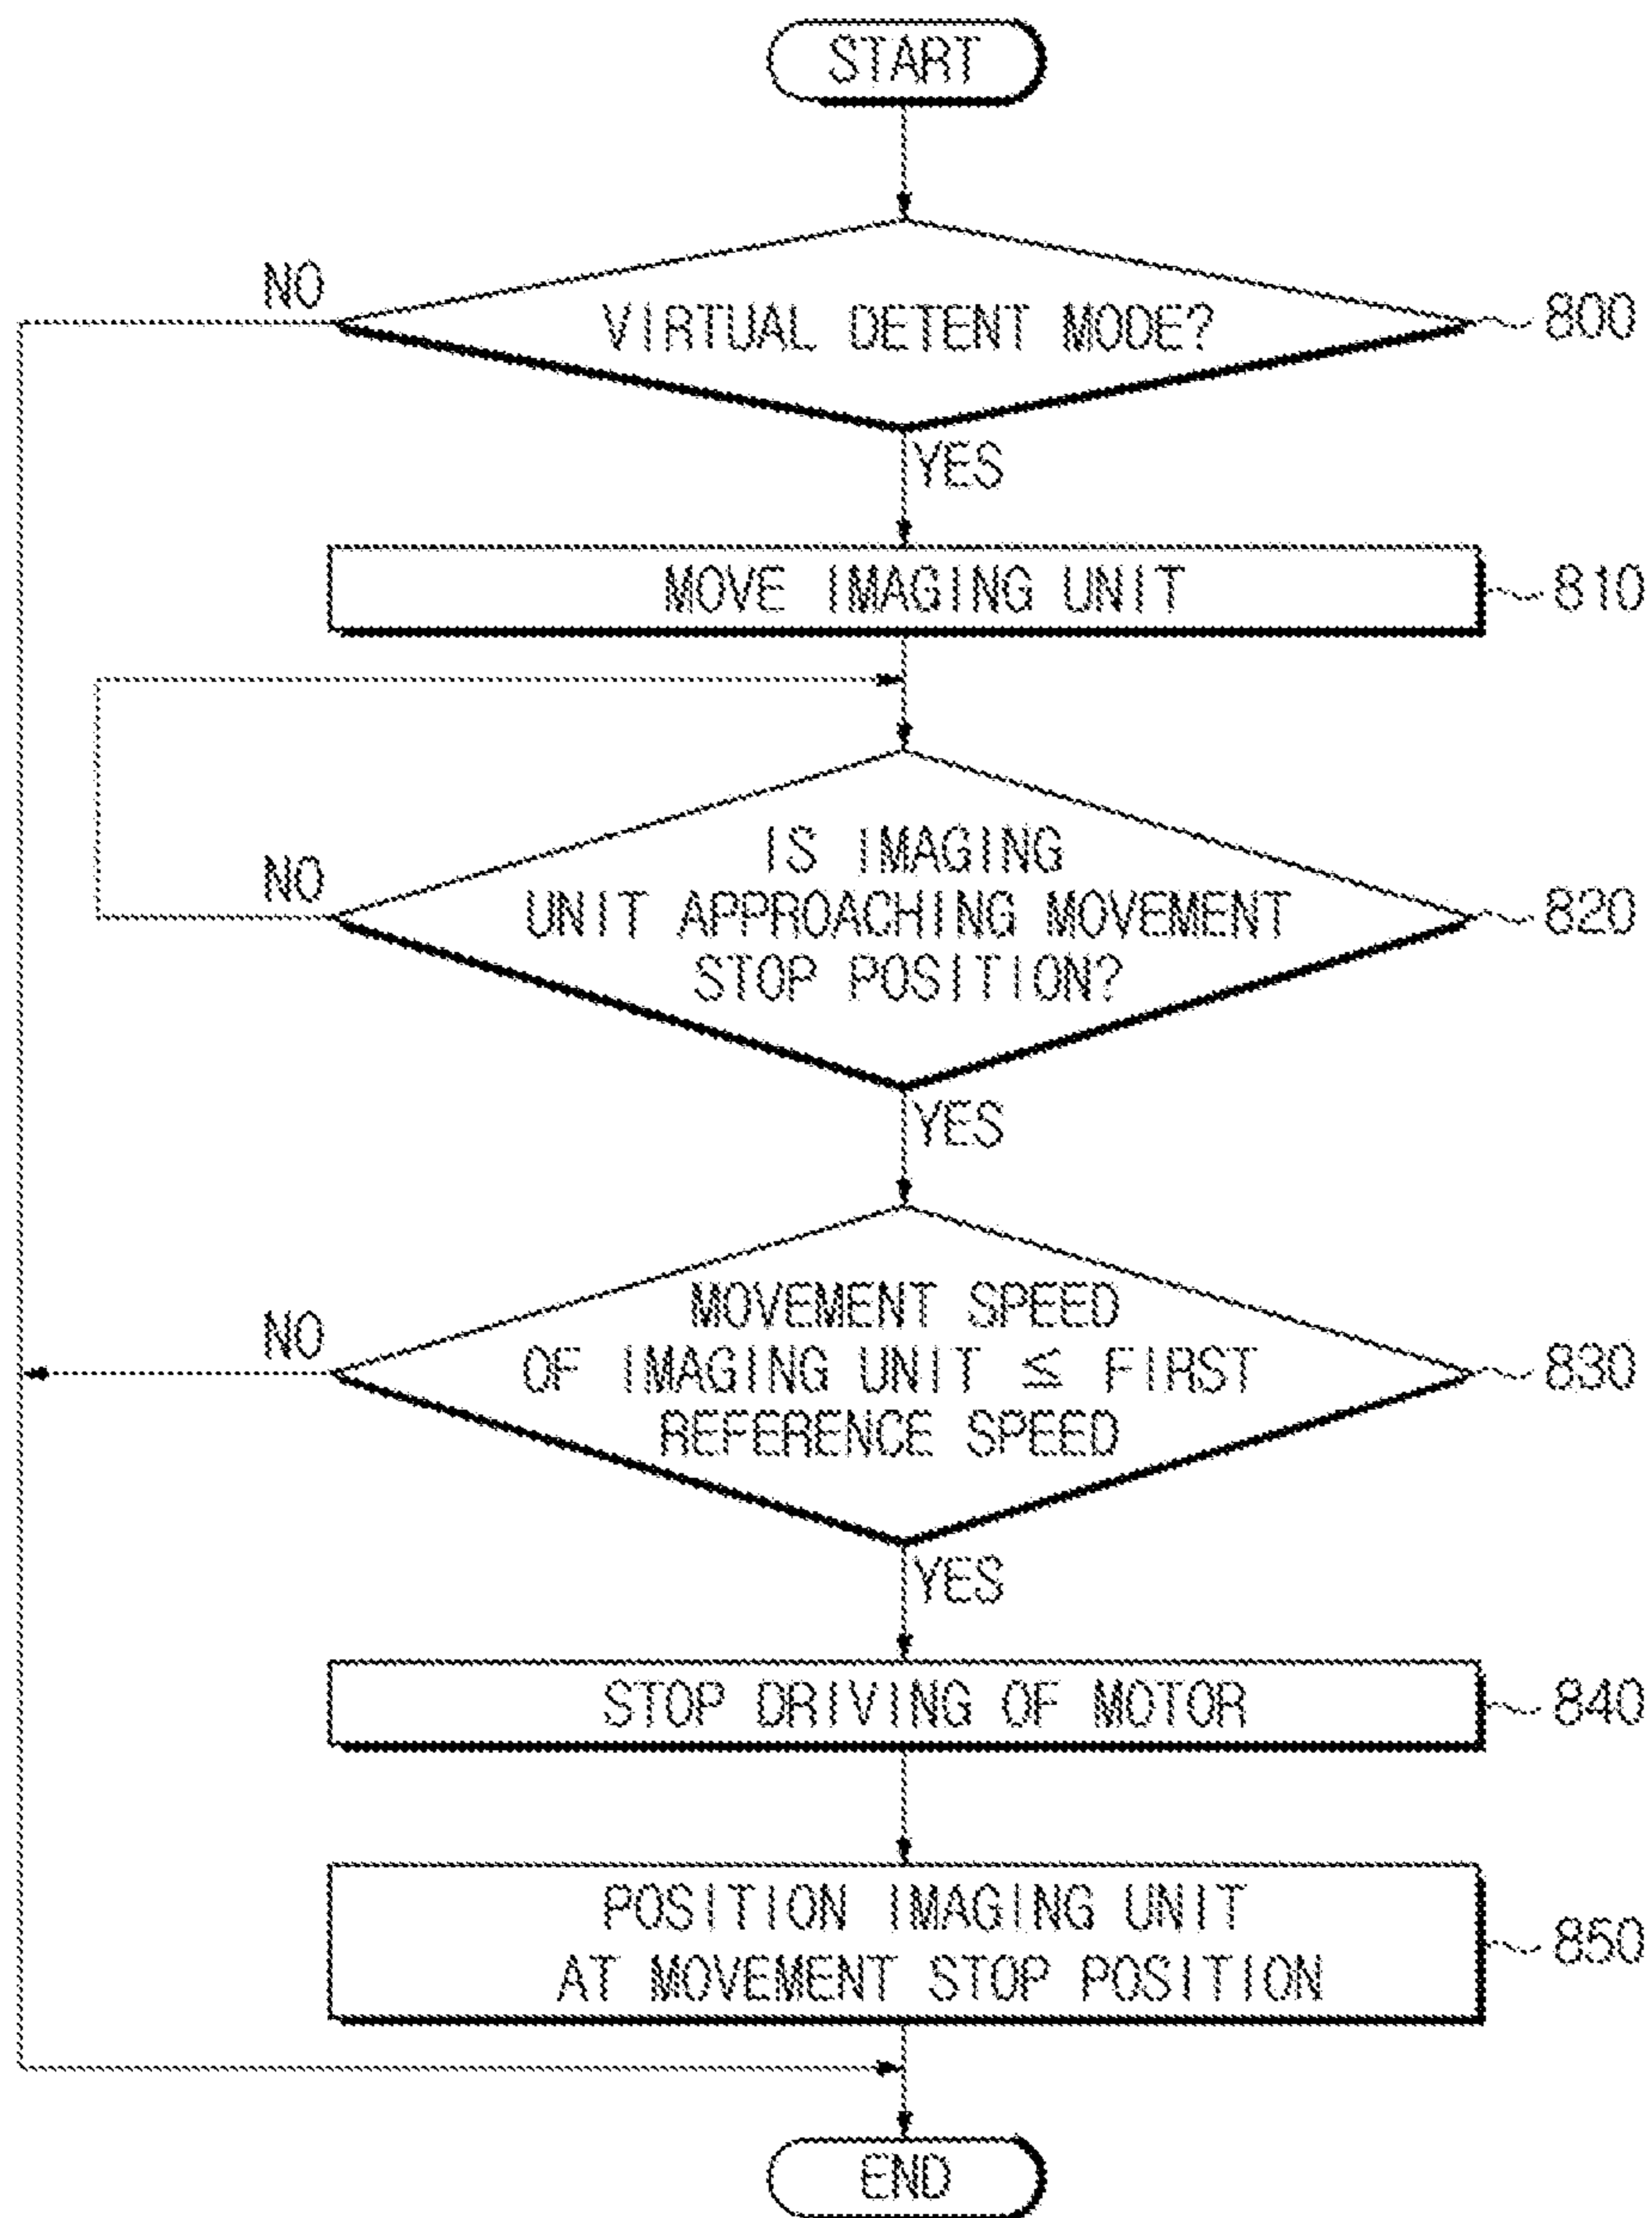 START
NO
VIRTUAL DETENT MODE?
800
YES
MOVE IMAGING UNIT
810
IS IMAGING
NO
UNIT APPROACHING MOVEMENT
820
STOP POSITION?
YES
MOVEMENT SPEED
NO
OF IMAGING UNIT ≦ FIRST
830
REFERENCE SPEED
YES
STOP DRIVING OF MOTOR
840
POSITION IMAGING UNIT
850
AT MOVEMENT STOP POSITION
END